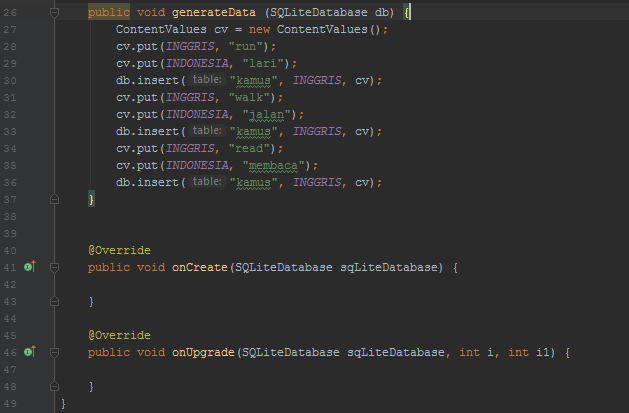 26 public void generateData (SQLiteDatabase db) {
27 ContentValues cv = new ContentValues();
28 cv.put(INGGRIS, "run");
29 cv.put(INDONESIA, "lari");
30 db.insert( table: "kamus", INGGRIS, cv);
31 cv.put(INGGRIS, "walk");
32 cv.put(INDONESIA, "jalan");
33 db.insert( table: "kamus", INGGRIS, cv);
34 cv.put(INGGRIS, "read");
35 cv.put(INDONESIA, "membaca");
36 db.insert( table: "kamus", INGGRIS, cv);
37 }
38
39
40 @Override
41 public void onCreate(SQLiteDatabase sqLiteDatabase) {
42
43 }
44
45 @Override
46 public void onUpgrade(SQLiteDatabase sqLiteDatabase, int i, int i1) {
47
48 }
49 }